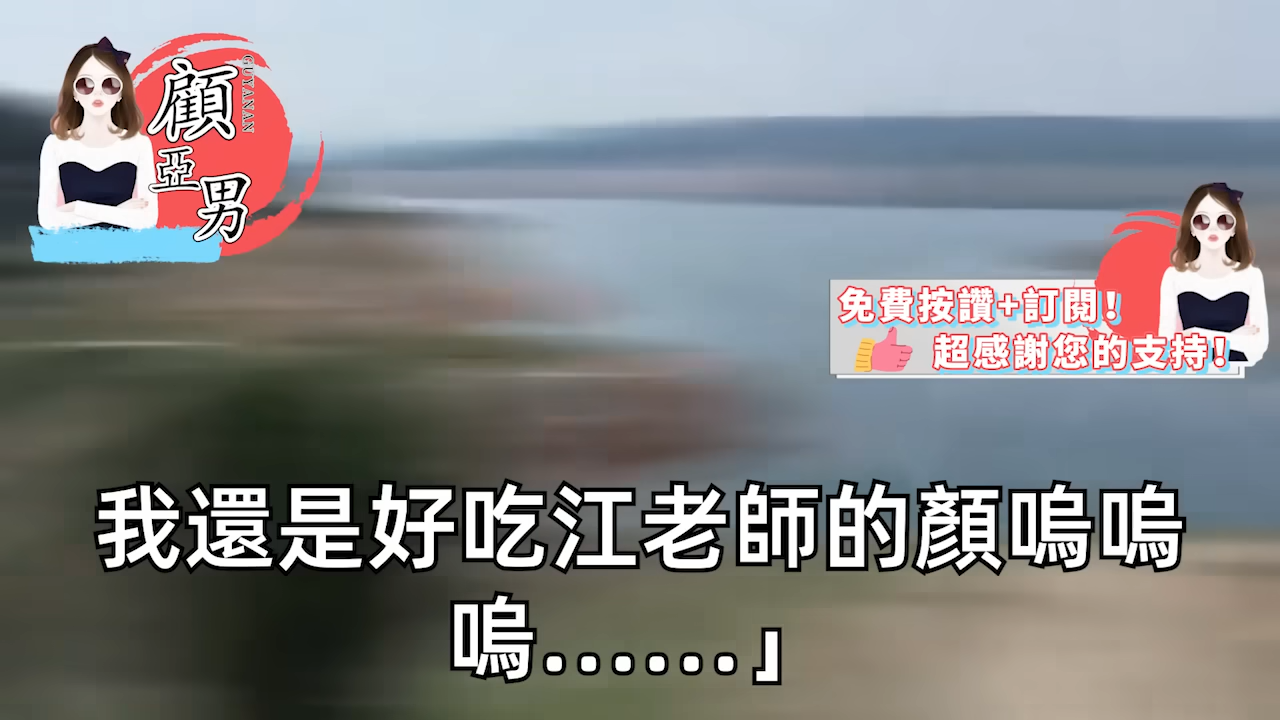 顧亞男
GUYANAN
免費按讚+訂閱！
超感謝您的支持！
我還是好吃江老師的顏嗚嗚
嗚......」